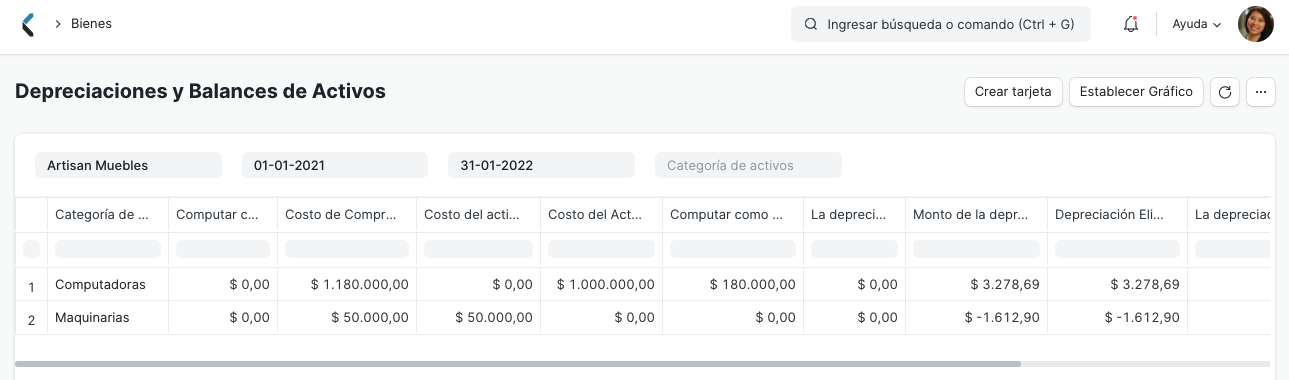 Bienes
Ingresar búsqueda o comando (Ctrl + G)
Ayuda
Depreciaciones y Balances de Activos
Crear tarjeta
Establecer Gráfico
Artisan Muebles 01-01-2021 31-01-2022 Categoría de activos
Categoría de ... Computar c... Costo de Compr... Costo del acti... Costo del Act... Computar como ... La depreci... Monto de la depr... Depreciación Eli... La depreciac
1 Computadoras $ 0,00 $ 1.180.000,00 $ 0,00 $ 1.000.000,00 $ 180.000,00 $ 0,00 $ 3.278,69 $ 3.278,69
2 Maquinarias $ 0,00 $ 50.000,00 $ 50.000,00 $ 0,00 $ 0,00 $ 0,00 $ -1.612,90 $ -1.612,90